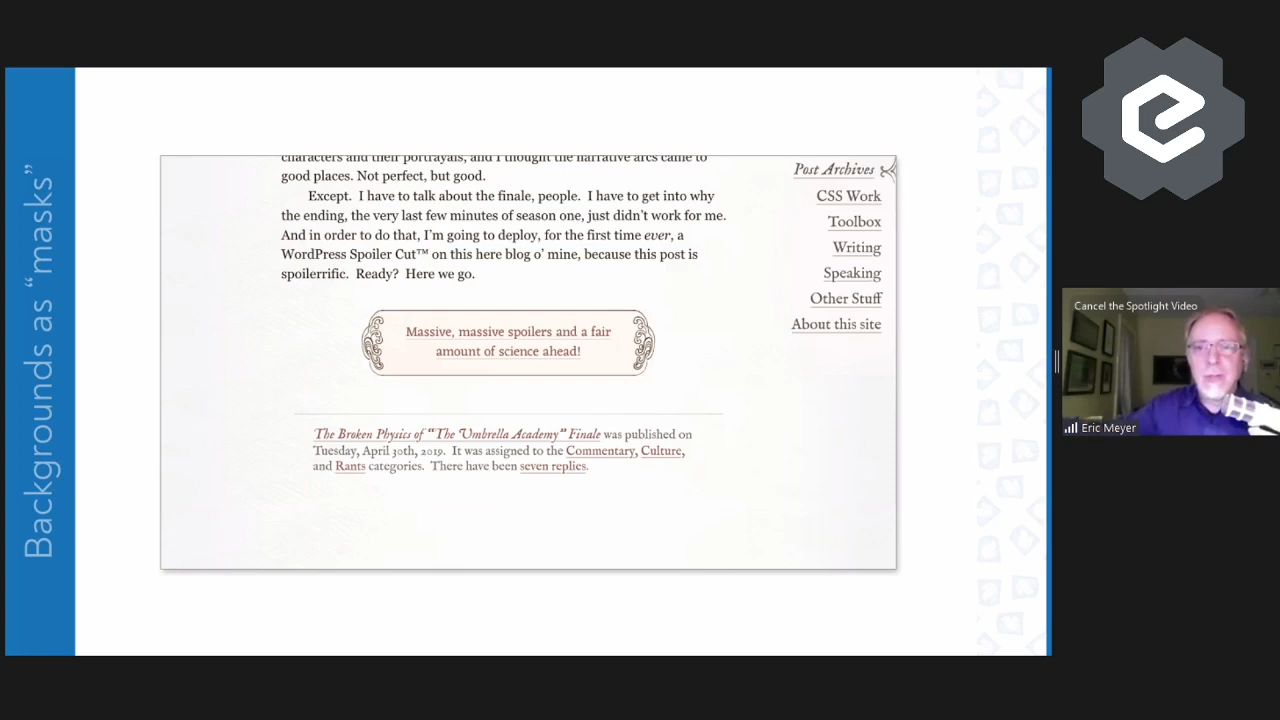 Backgrounds as “masks”
characters and their portrayals, and I thought the narrative arcs came to
good places. Not perfect, but good.
Except. I have to talk about the finale, people. I have to get into why
the ending, the very last few minutes of season one, just didn’t work for me.
And in order to do that, I’m going to deploy, for the first time ever, a
WordPress Spoiler Cut™ on this here blog o’ mine, because this post is
spoilerrific. Ready? Here we go.
Massive, massive spoilers and a fair
amount of science ahead!
The Broken Physics of “The Umbrella Academy” Finale was published on
Tuesday, April 30th, 2019. It was assigned to the Commentary, Culture,
and Rants categories. There have been seven replies.
Post Archives
CSS Work
Toolbox
Writing
Speaking
Other Stuff
About this site
e
Cancel the Spotlight Video
Eric Meyer